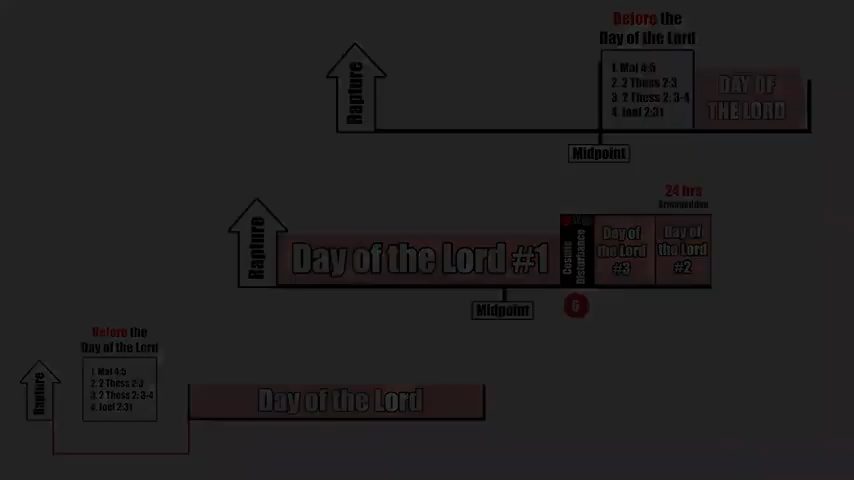 Before the
Day of the Lord
1. Mal 4:5
2. 2 Thess 2:3
3. 2 Thess 2: 3-4
4. Joel 2:31
Rapture
DAY OF
THE LORD
Midpoint
24 hrs
Armageddon
Rapture
Day of the Lord #1
Cosmic
Disturbance
Day of
the Lord
#3
Day of
the Lord
#2
Midpoint
6
Before the
Day of the Lord
1. Mal 4:5
2. 2 Thess 2:3
3. 2 Thess 2: 3-4
4. Joel 2:31
Rapture
Day of the Lord